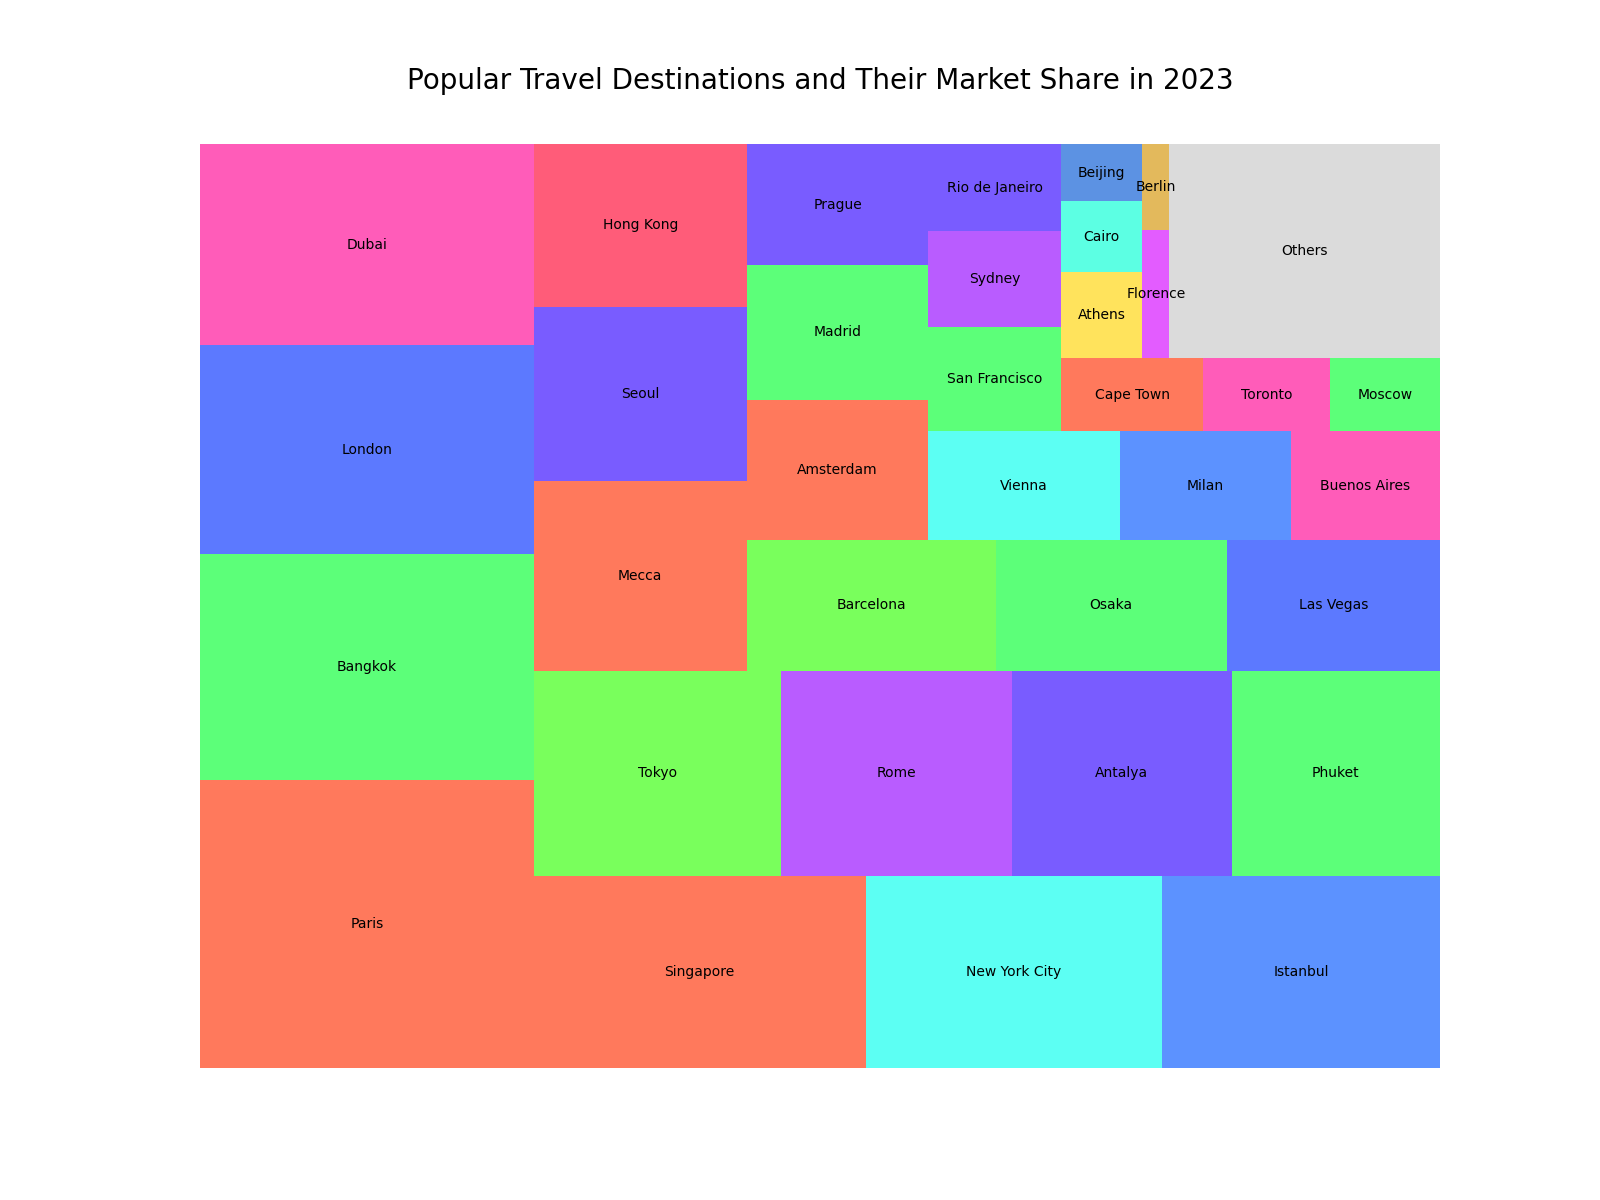 Popular Travel Destinations and Their Market Share in 2023
Dubai
London
Bangkok
Paris
Hong Kong
Seoul
Mecca
Tokyo
Singapore
Prague
Madrid
Amsterdam
Barcelona
Rome
New York City
Rio de Janeiro
Sydney
San Francisco
Vienna
Osaka
Antalya
Istanbul
Beijing
Cairo
Athens
Cape Town
Milan
Las Vegas
Phuket
Berlin
Florence
Toronto
Buenos Aires
Others
Moscow